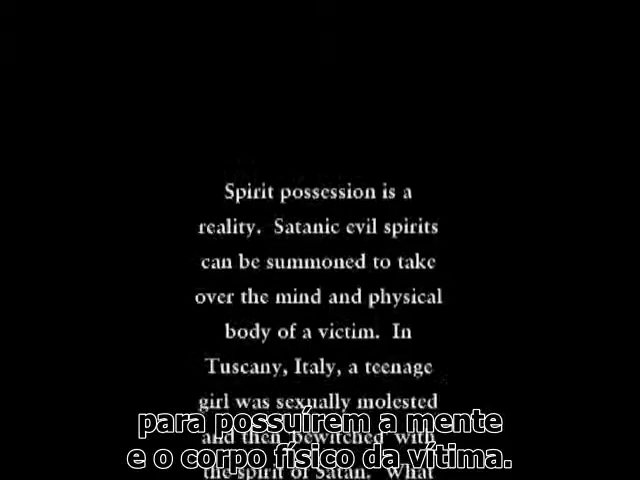 Spirit possession is a
reality. Satanic evil spirits
can be summoned to take
over the mind and physical
body of a victim. In
Tuscany, Italy, a teenage
girl was sexually molested
para possuírem a mente
and then bewitched with
e o corpo físico da vítima.
the spirit of Satan. What